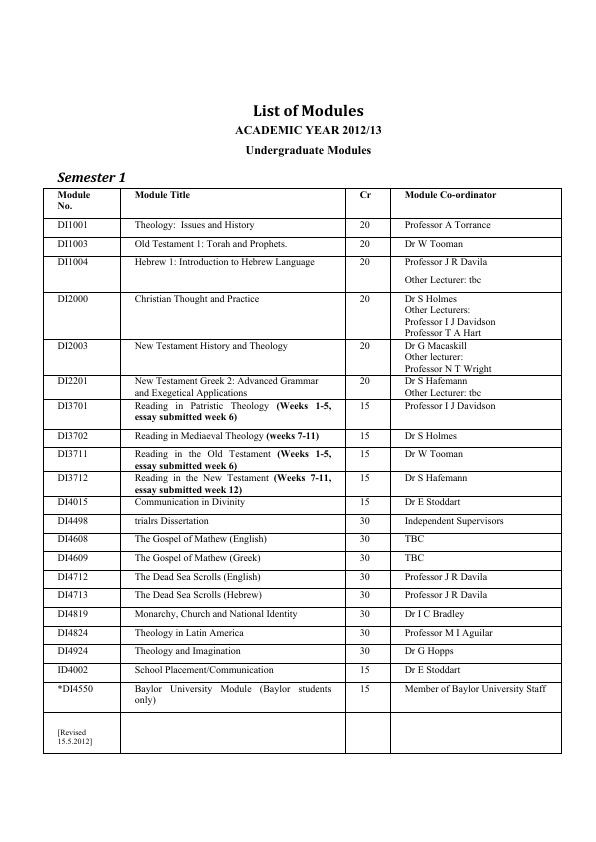 List of Modules
ACADEMIC YEAR 2012/13
Undergraduate Modules
Semester 1
Module No. Module Title Cr Module Co-ordinator
DI1001 Theology: Issues and History 20 Professor A Torrance
DI1003 Old Testament 1: Torah and Prophets. 20 Dr W Tooman
DI1004 Hebrew 1: Introduction to Hebrew Language 20 Professor J R Davila
Other Lecturer: tbc
DI2000 Christian Thought and Practice 20 Dr S Holmes
Other Lecturers:
Professor I J Davidson
Professor T A Hart
DI2003 New Testament History and Theology 20 Dr G Macaskill
Other lecturer:
Professor N T Wright
DI2201 New Testament Greek 2: Advanced Grammar 20 Dr S Hafemann
and Exegetical Applications Other Lecturer: tbc
DI3701 Reading in Patristic Theology (Weeks 1-5, 15 Professor I J Davidson
essay submitted week 6)
DI3702 Reading in Mediaeval Theology (weeks 7-11) 15 Dr S Holmes
DI3711 Reading in the Old Testament (Weeks 1-5, 15 Dr W Tooman
essay submitted week 6)
DI3712 Reading in the New Testament (Weeks 7-11, 15 Dr S Hafemann
essay submitted week 12)
DI4015 Communication in Divinity 15 Dr E Stoddart
DI4498 trialrs Dissertation 30 Independent Supervisors
DI4608 The Gospel of Mathew (English) 30 TBC
DI4609 The Gospel of Mathew (Greek) 30 TBC
DI4712 The Dead Sea Scrolls (English) 30 Professor J R Davila
DI4713 The Dead Sea Scrolls (Hebrew) 30 Professor J R Davila
DI4819 Monarchy, Church and National Identity 30 Dr I C Bradley
DI4824 Theology in Latin America 30 Professor M I Aguilar
DI4924 Theology and Imagination 30 Dr G Hopps
ID4002 School Placement/Communication 15 Dr E Stoddart
*DI4550 Baylor University Module (Baylor students 15 Member of Baylor University Staff
only)
[Revised
15.5.2012]